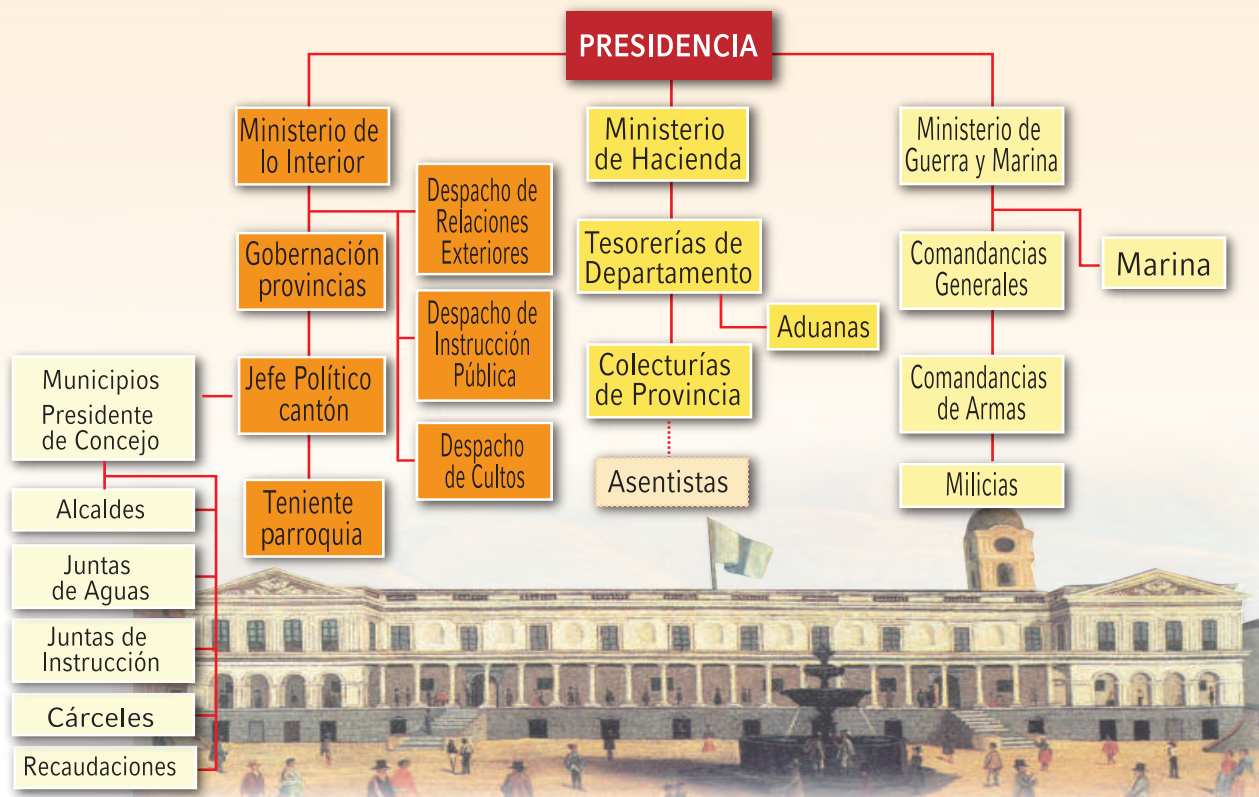 PRESIDENCIA
Ministerio de
lo Interior
Despacho de
Relaciones
Exteriores
Gobernación
provincias
Despacho de
Instrucción
Pública
Jefe Político
cantón
Despacho
de Cultos
Teniente
parroquia
Municipios
Presidente
de Concejo
Alcaldes
Juntas
de Aguas
Juntas de
Instrucción
Cárceles
Recaudaciones
Ministerio
de Hacienda
Tesorerías de
Departamento
Aduanas
Colecturías
de Provincia
Asentistas
Ministerio de
Guerra y Marina
Marina
Comandancias
Generales
Comandancias
de Armas
Milicias